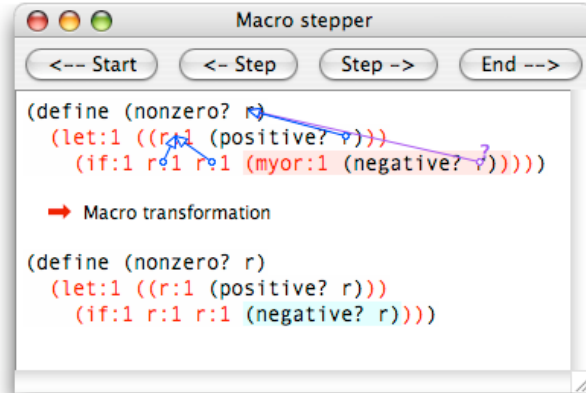 Macro stepper
<-- Start <- Step Step -> End -->
(define (nonzero? r)
(let:1 ((r:1 (positive? r)))
(if:1 r:1 r:1 (myor:1 (negative? r)))))
?
Macro transformation
(define (nonzero? r)
(let:1 ((r:1 (positive? r)))
(if:1 r:1 r:1 (negative? r))))